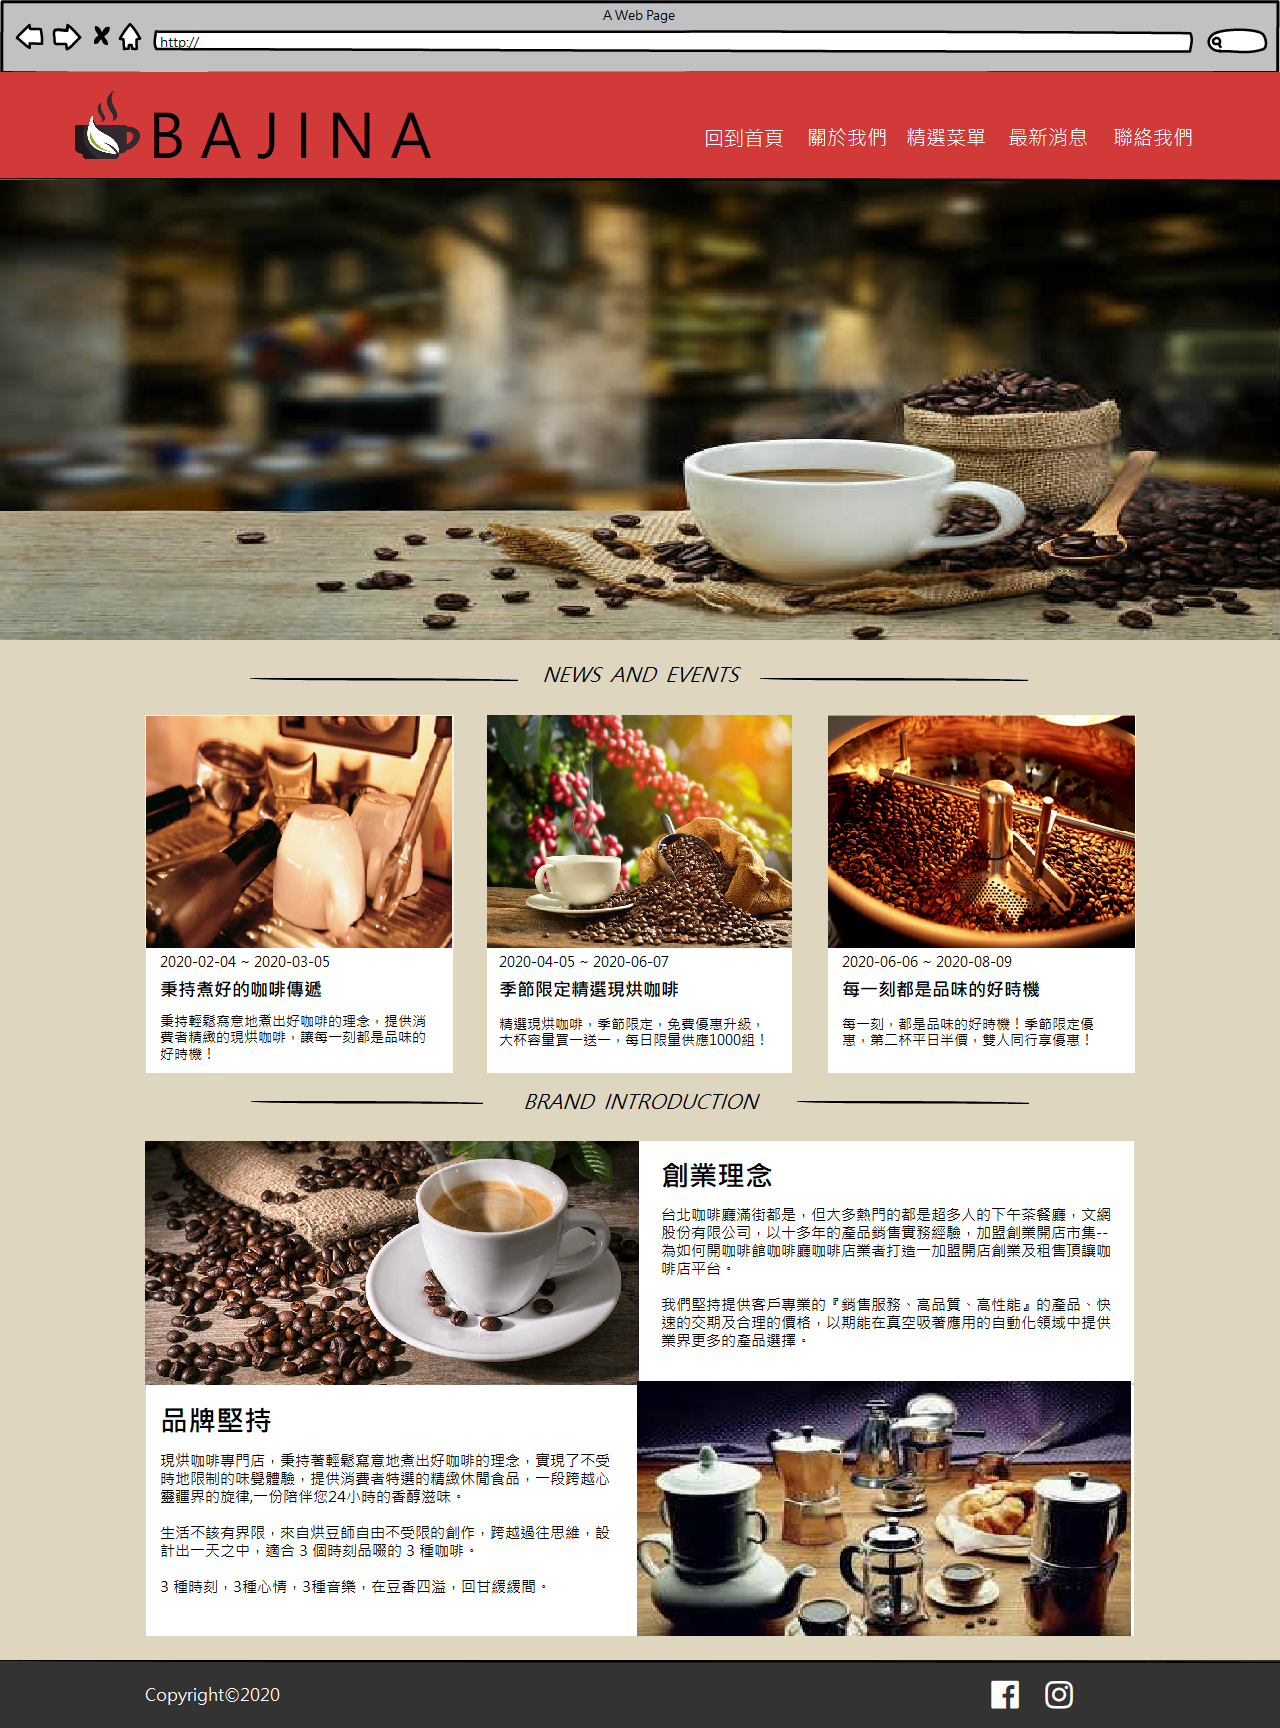 A Web Page
http://
BAJINA
回到首頁 關於我們 精選菜單 最新消息 聯絡我們
NEWS AND EVENTS
2020-02-04 ~ 2020-03-05
秉持煮好的咖啡傳遞
秉持輕鬆寫意地煮出好咖啡的理念，提供消
費者精緻的現烘咖啡，讓每一刻都是品味的
好時機！
2020-04-05 ~ 2020-06-07
季節限定精選現烘咖啡
精選現烘咖啡，季節限定，免費優惠升級，
大杯容量買一送一，每日限量供應1000組！
2020-06-06 ~ 2020-08-09
每一刻都是品味的好時機
每一刻，都是品味的好時機！季節限定優
惠，第二杯平日半價，雙人同行享優惠！
BRAND INTRODUCTION
創業理念
台北咖啡廳滿街都是，但大多熱門的都是超多人的下午茶餐廳，文網
股份有限公司，以十多年的產品銷售實務經驗，加盟創業開店市集--
為如何開咖啡館咖啡廳咖啡店業者打造一加盟開店創業及租售頂讓咖
啡店平台。
我們堅持提供客戶專業的『銷售服務、高品質、高性能』的產品、快
速的交期及合理的價格，以期能在真空吸著應用的自動化領域中提供
業界更多的產品選擇。
品牌堅持
現烘咖啡專門店，秉持著輕鬆寫意地煮出好咖啡的理念，實現了不受
時地限制的味覺體驗，提供消費者特選的精緻休閒食品，一段跨越心
靈疆界的旋律,一份陪伴您24小時的香醇滋味。
生活不該有界限，來自烘豆師自由不受限的創作，跨越過往思維，設
計出一天之中，適合 3 個時刻品啜的 3 種咖啡。
3 種時刻，3種心情，3種音樂，在豆香四溢，回甘緩緩間。
Copyright©2020